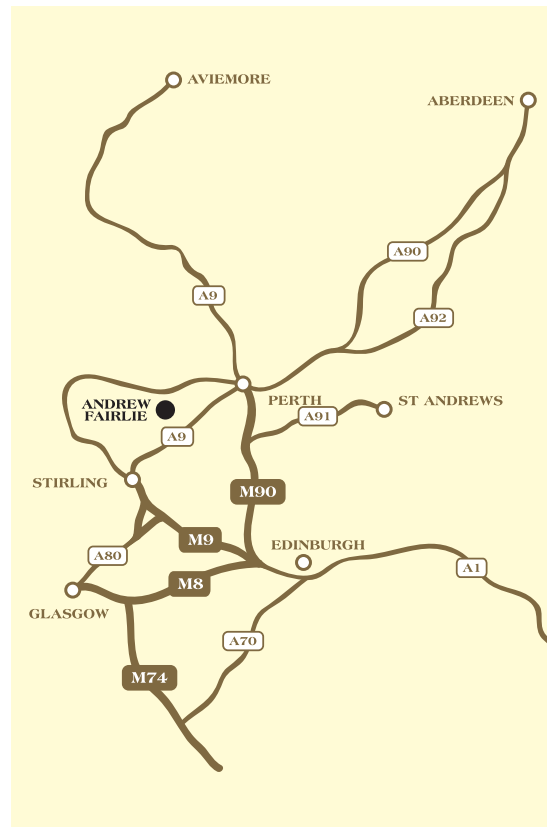 AVIEMORE
ABERDEEN
A90
A9
A92
PERTH
ST ANDREWS
ANDREW
FAIRLIE
A91
A9
STIRLING
M90
M9
EDINBURGH
A80
A1
M8
GLASGOW
A70
M74